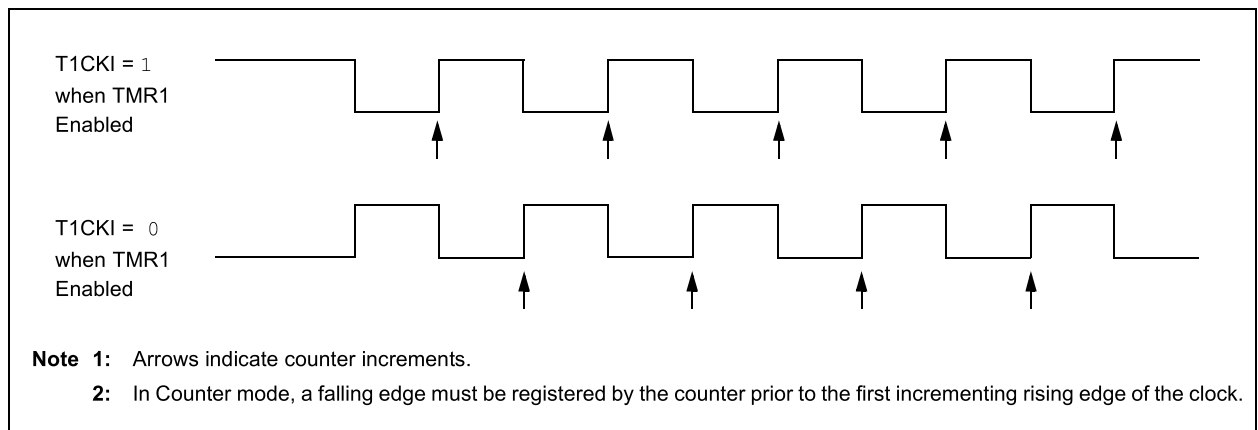 T1CKI = 1
when TMR1
Enabled
T1CKI = 0
when TMR1
Enabled
Note 1: Arrows indicate counter increments.
2: In Counter mode, a falling edge must be registered by the counter prior to the first incrementing rising edge of the clock.